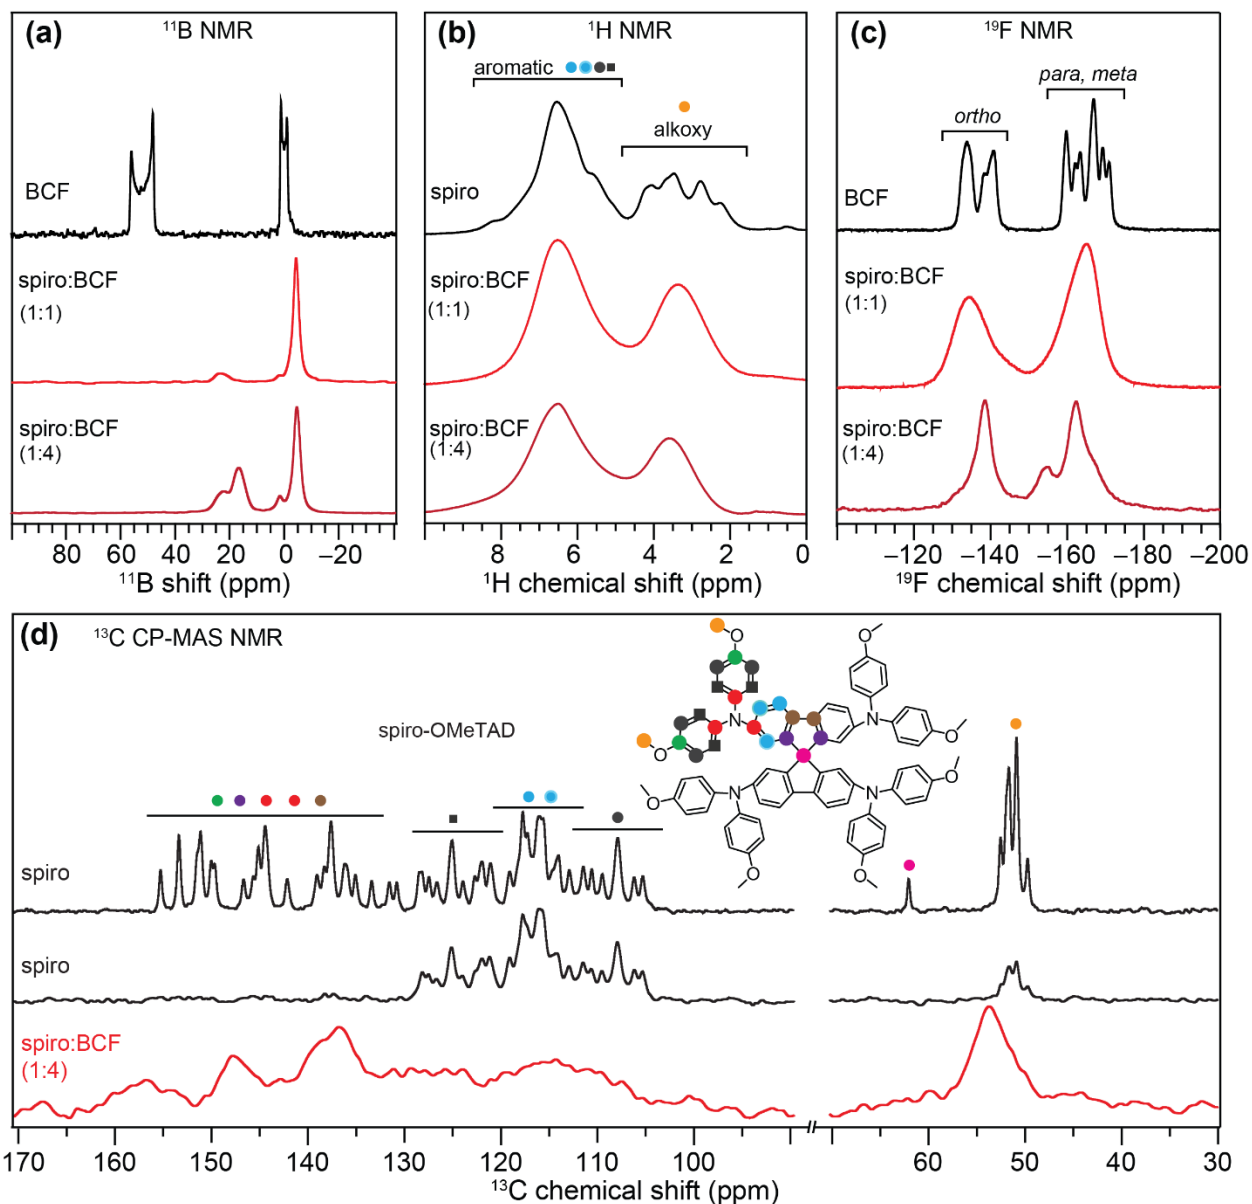 (a) ¹¹B NMR
BCF
spiro:BCF
(1:1)
spiro:BCF
(1:4)
80 60 40 20 0 −20
¹¹B shift (ppm)
(b) ¹H NMR
aromatic
alkoxy
spiro
spiro:BCF
(1:1)
spiro:BCF
(1:4)
8 6 4 2 0
¹H chemical shift (ppm)
(c) ¹⁹F NMR
para, meta
ortho
BCF
spiro:BCF
(1:1)
spiro:BCF
(1:4)
−120 −140 −160 −180 −200
¹⁹F chemical shift (ppm)
(d) ¹³C CP-MAS NMR
spiro-OMeTAD
O
O
N
O
N
O
O
N
N
O
O
O
spiro
spiro
spiro:BCF
(1:4)
170 160 150 140 130 120 110 100 60 50 40 30
¹³C chemical shift (ppm)